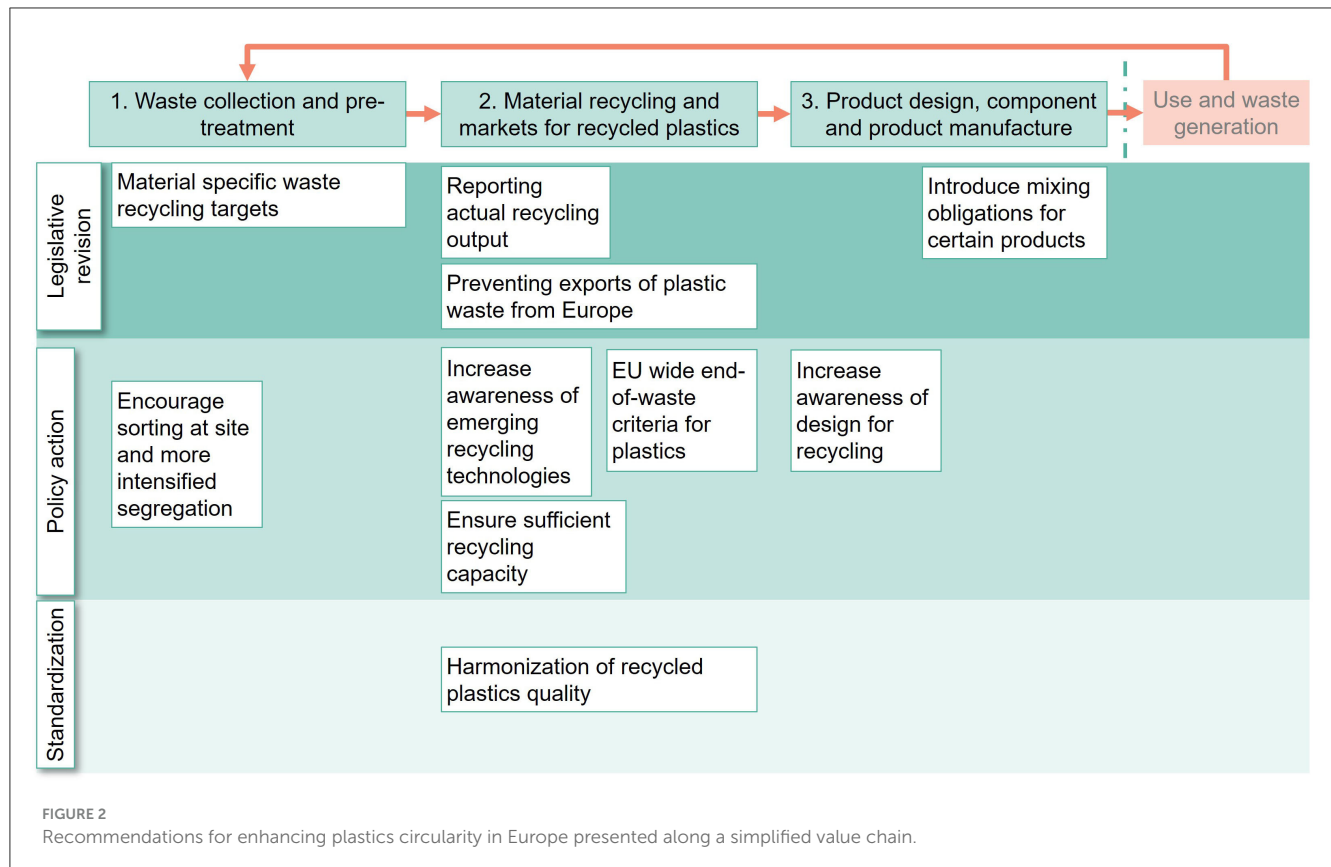 1. Waste collection and pre-
treatment
2. Material recycling and
markets for recycled plastics
3. Product design, component
and product manufacture
Use and waste
generation
Legislative
revision
Material specific waste
recycling targets
Reporting
actual recycling
output
Preventing exports of plastic
waste from Europe
Introduce mixing
obligations for
certain products
Policy action
Encourage
sorting at site
and more
intensified
segregation
Increase
awareness of
emerging
recycling
technologies
EU wide end-
of-waste
criteria for
plastics
Ensure sufficient
recycling
capacity
Increase
awareness of
design for
recycling
Standardization
Harmonization of recycled
plastics quality
FIGURE 2
Recommendations for enhancing plastics circularity in Europe presented along a simplified value chain.